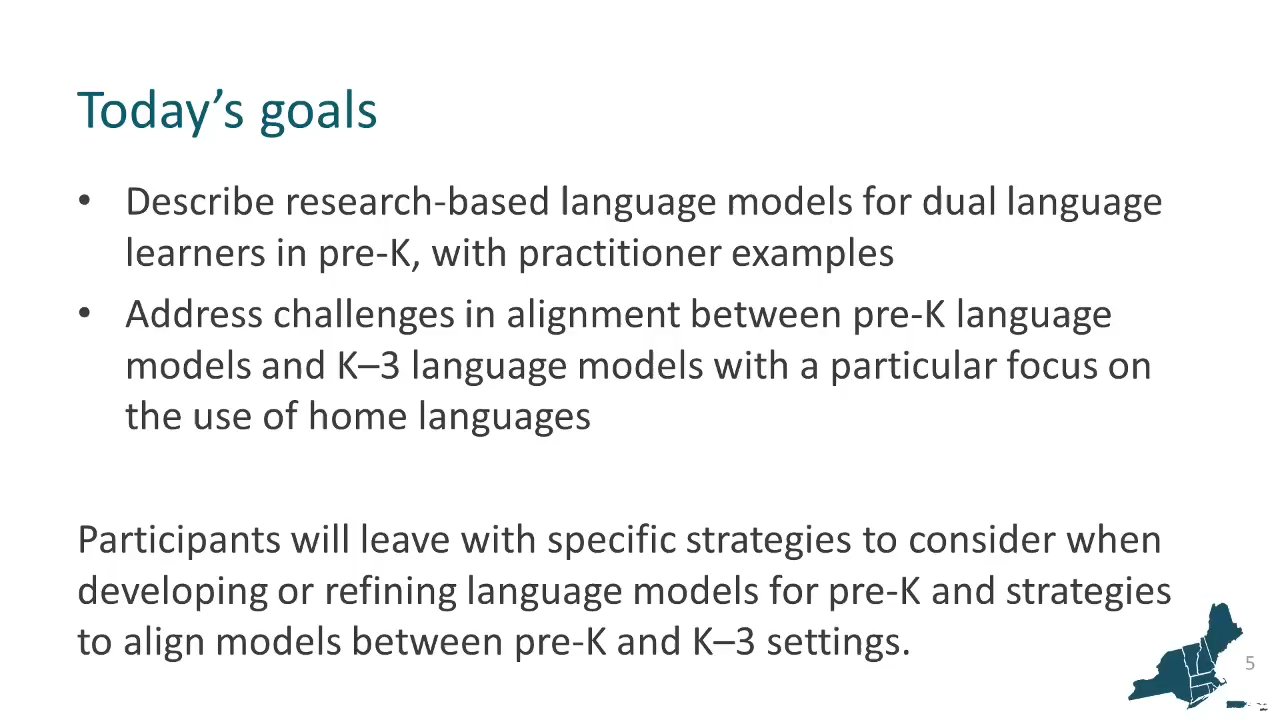 Today’s goals
• Describe research-based language models for dual language
learners in pre-K, with practitioner examples
• Address challenges in alignment between pre-K language
models and K–3 language models with a particular focus on
the use of home languages
Participants will leave with specific strategies to consider when
developing or refining language models for pre-K and strategies
to align models between pre-K and K–3 settings.
5